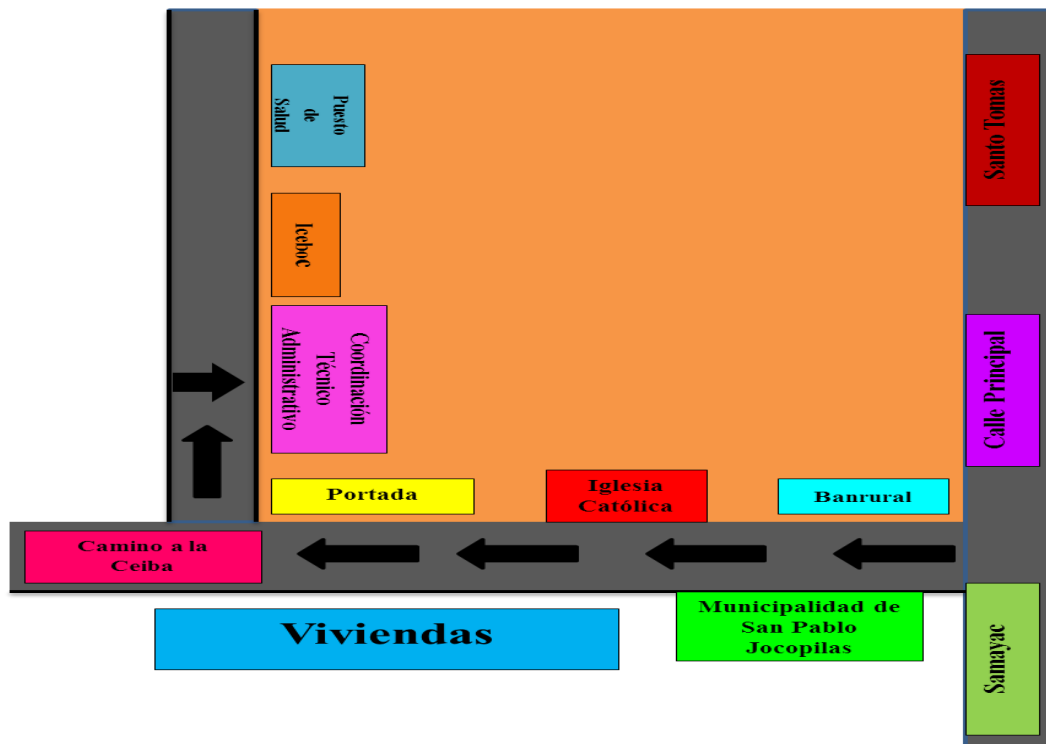 Puesto
de
Salud
Santo Tomas
Iceboc
Coordinación
Técnico
Administrativo
Calle Principal
Portada
Iglesia
Católica
Banrural
Camino a la
Ceiba
Viviendas
Municipalidad de
San Pablo
Jocopilas
Samayac